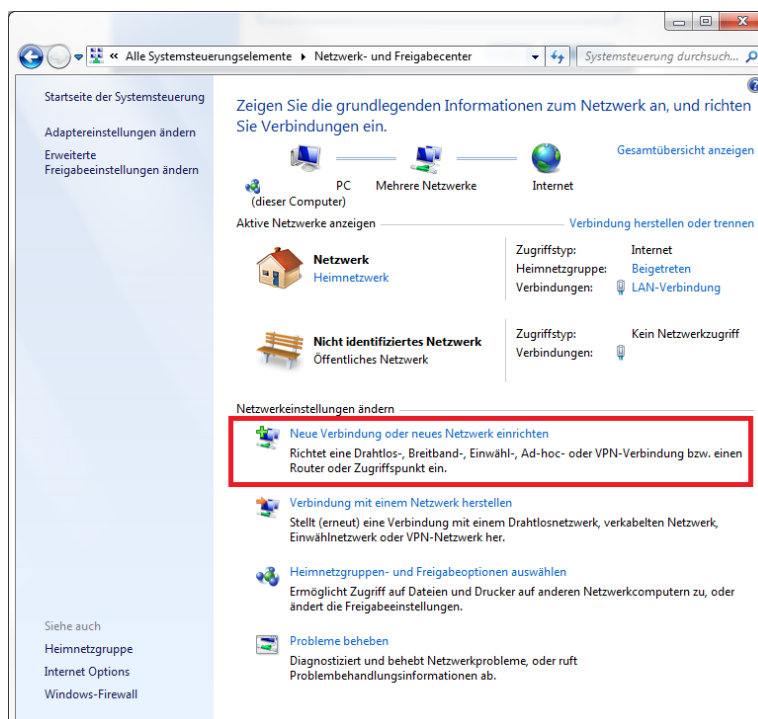 « Alle Systemsteuerungselemente ▸ Netzwerk- und Freigabecenter
Systemsteuerung durchsuch...
Startseite der Systemsteuerung
Adaptereinstellungen ändern
Erweiterte
Freigabeeinstellungen ändern
Siehe auch
Heimnetzgruppe
Internet Options
Windows-Firewall
Zeigen Sie die grundlegenden Informationen zum Netzwerk an, und richten
Sie Verbindungen ein.
Gesamtübersicht anzeigen
PC
(dieser Computer)
Mehrere Netzwerke
Internet
Aktive Netzwerke anzeigen
Verbindung herstellen oder trennen
Netzwerk
Heimnetzwerk
Zugriffstyp: Internet
Heimnetzgruppe: Beigetreten
Verbindungen: LAN-Verbindung
Nicht identifiziertes Netzwerk
Öffentliches Netzwerk
Zugriffstyp: Kein Netzwerkzugriff
Verbindungen:
Netzwerkeinstellungen ändern
Neue Verbindung oder neues Netzwerk einrichten
Richtet eine Drahtlos-, Breitband-, Einwähl-, Ad-hoc- oder VPN-Verbindung bzw. einen
Router oder Zugriffspunkt ein.
Verbindung mit einem Netzwerk herstellen
Stellt (erneut) eine Verbindung mit einem Drahtlosnetzwerk, verkabelten Netzwerk,
Einwählnetzwerk oder VPN-Netzwerk her.
Heimnetzgruppen- und Freigabeoptionen auswählen
Ermöglicht Zugriff auf Dateien und Drucker auf anderen Netzwerkcomputern zu, oder
ändert die Freigabeeinstellungen.
Probleme beheben
Diagnostiziert und behebt Netzwerkprobleme, oder ruft
Problembehandlungsinformationen ab.